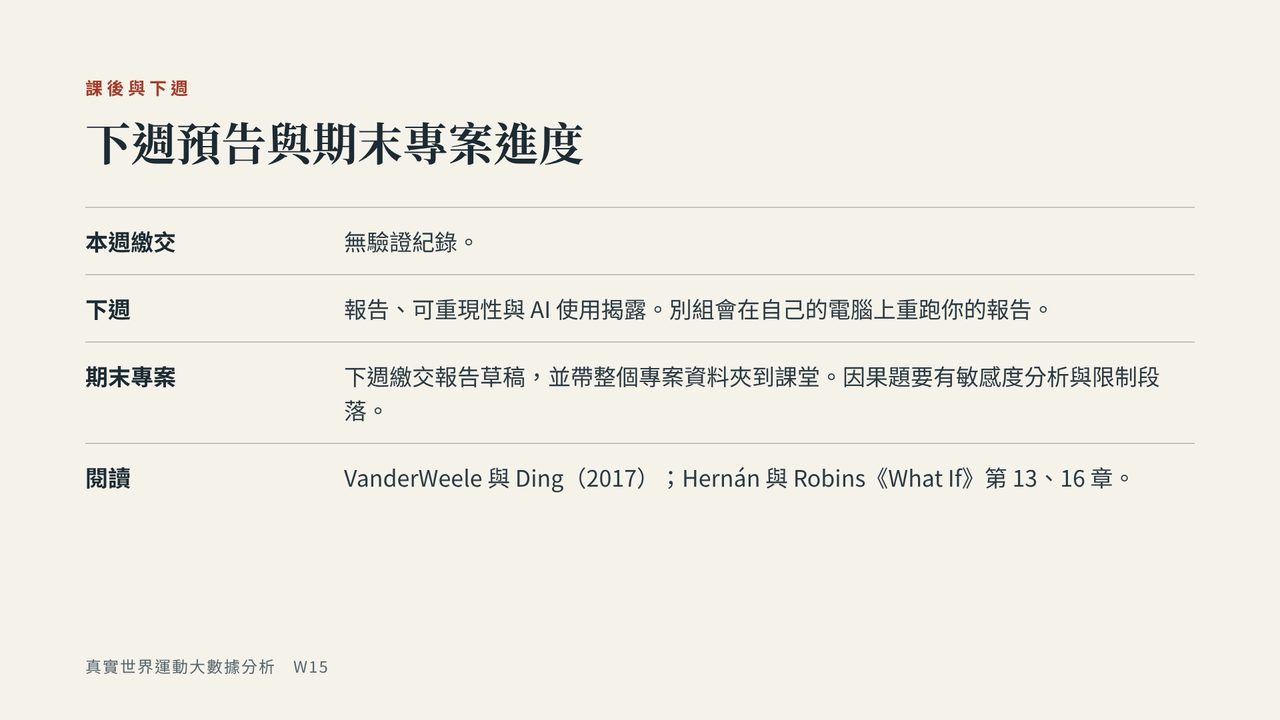 課後與下週
下週預告與期末專案進度
本週繳交
無驗證紀錄。
下週
報告、可重現性與 AI 使用揭露。別組會在自己的電腦上重跑你的報告。
期末專案
下週繳交報告草稿，並帶整個專案資料夾到課堂。因果題要有敏感度分析與限制段
落。
閱讀
VanderWeele 與 Ding（2017）；Hernán 與 Robins《What If》第 13、16 章。
真實世界運動大數據分析 W15